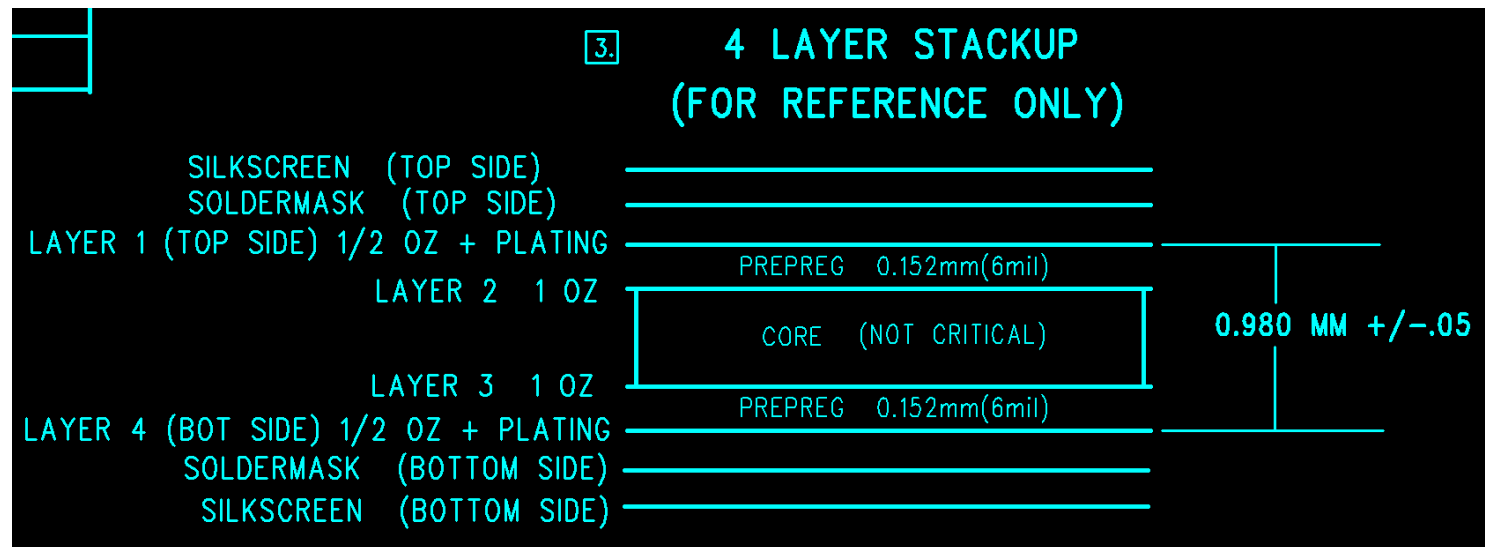 3. 4 LAYER STACKUP
(FOR REFERENCE ONLY)
SILKSCREEN (TOP SIDE)
SOLDERMASK (TOP SIDE)
LAYER 1 (TOP SIDE) 1/2 OZ + PLATING
PREPREG 0.152mm(6mil)
LAYER 2 1 OZ
CORE (NOT CRITICAL)
0.980 MM +/-.05
LAYER 3 1 OZ
PREPREG 0.152mm(6mil)
LAYER 4 (BOT SIDE) 1/2 OZ + PLATING
SOLDERMASK (BOTTOM SIDE)
SILKSCREEN (BOTTOM SIDE)